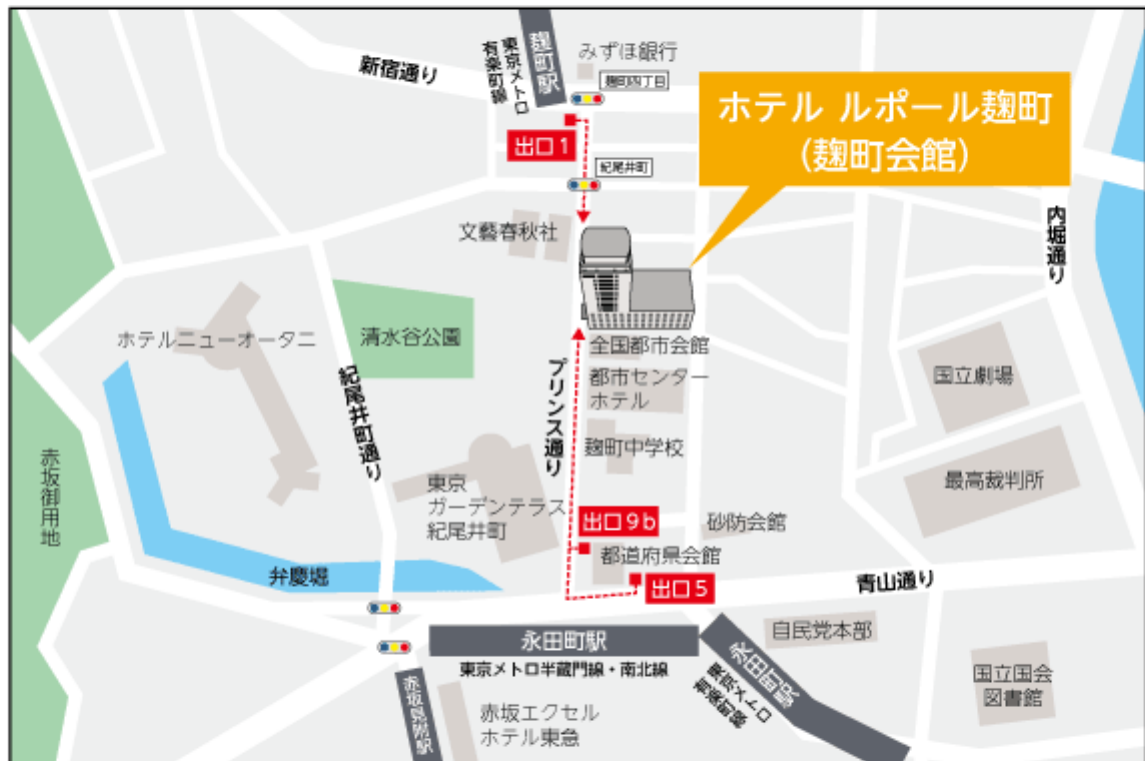 麹町駅
東京メトロ
有楽町線
みずほ銀行
麹町四丁目
新宿通り
出口1
ホテル ルポール麹町
(麹町会館)
紀尾井町
文藝春秋社
内堀通り
ホテルニューオータニ
清水谷公園
全国都市会館
都市センター
ホテル
国立劇場
プリンス通り
紀尾井町通り
麹町中学校
赤坂御用地
東京
ガーデンテラス
紀尾井町
最高裁判所
出口9b
砂防会館
都道府県会館
弁慶堀
出口5
青山通り
永田町駅
東京メトロ半蔵門線・南北線
自民党本部
永田町駅
東京メトロ
有楽町線
赤坂見附駅
赤坂エクセル
ホテル東急
国立国会
図書館